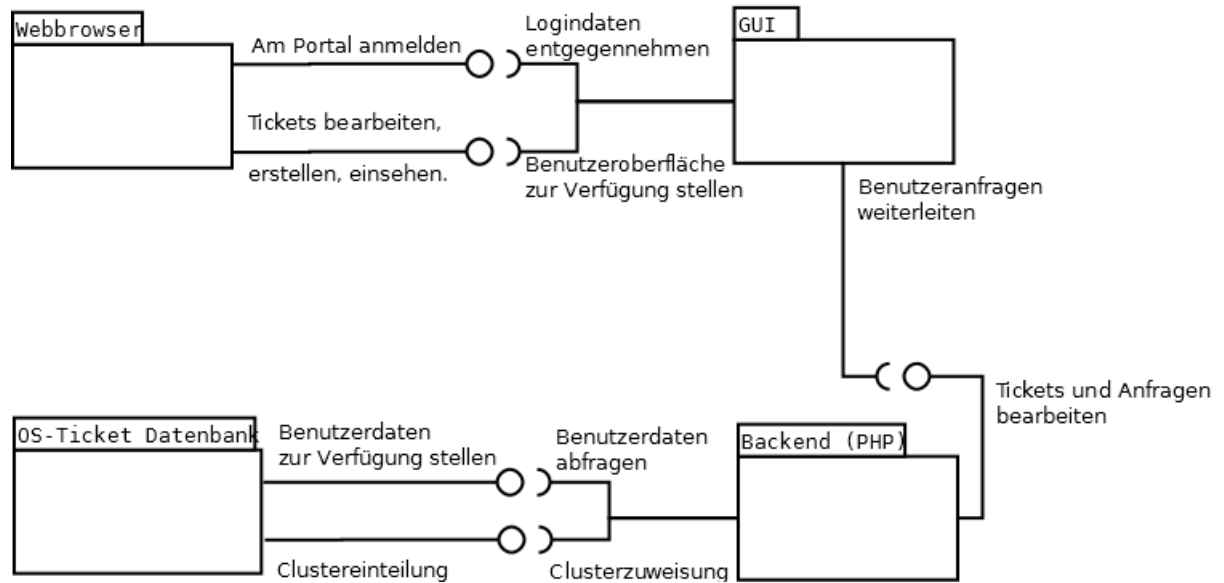 Webbrowser
Am Portal anmelden
Logindaten
entgegennehmen
GUI
Tickets bearbeiten,
erstellen, einsehen.
Benutzeroberfläche
zur Verfügung stellen
Benutzeranfragen
weiterleiten
Tickets und Anfragen
bearbeiten
OS-Ticket Datenbank
Benutzerdaten
zur Verfügung stellen
Benutzerdaten
abfragen
Backend (PHP)
Clustereinteilung
Clusterzuweisung